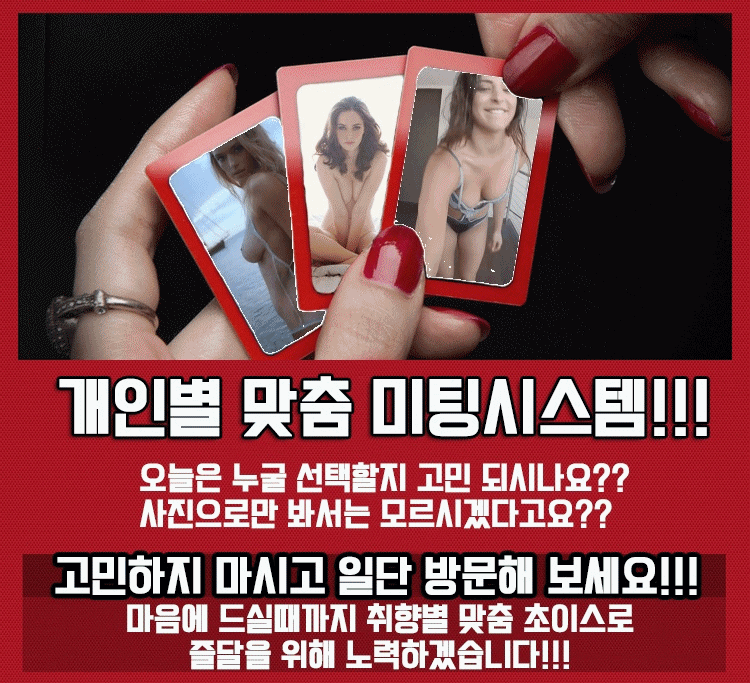 개인별 맞춤 미팅시스템!!!
오늘은 누굴 선택할지 고민 되시나요??
사진으로만 봐서는 모르시겠다고요??
고민하지 마시고 일단 방문해 보세요!!!
마음에 드실때까지 취향별 맞춤 초이스로
즐달을 위해 노력하겠습니다!!!